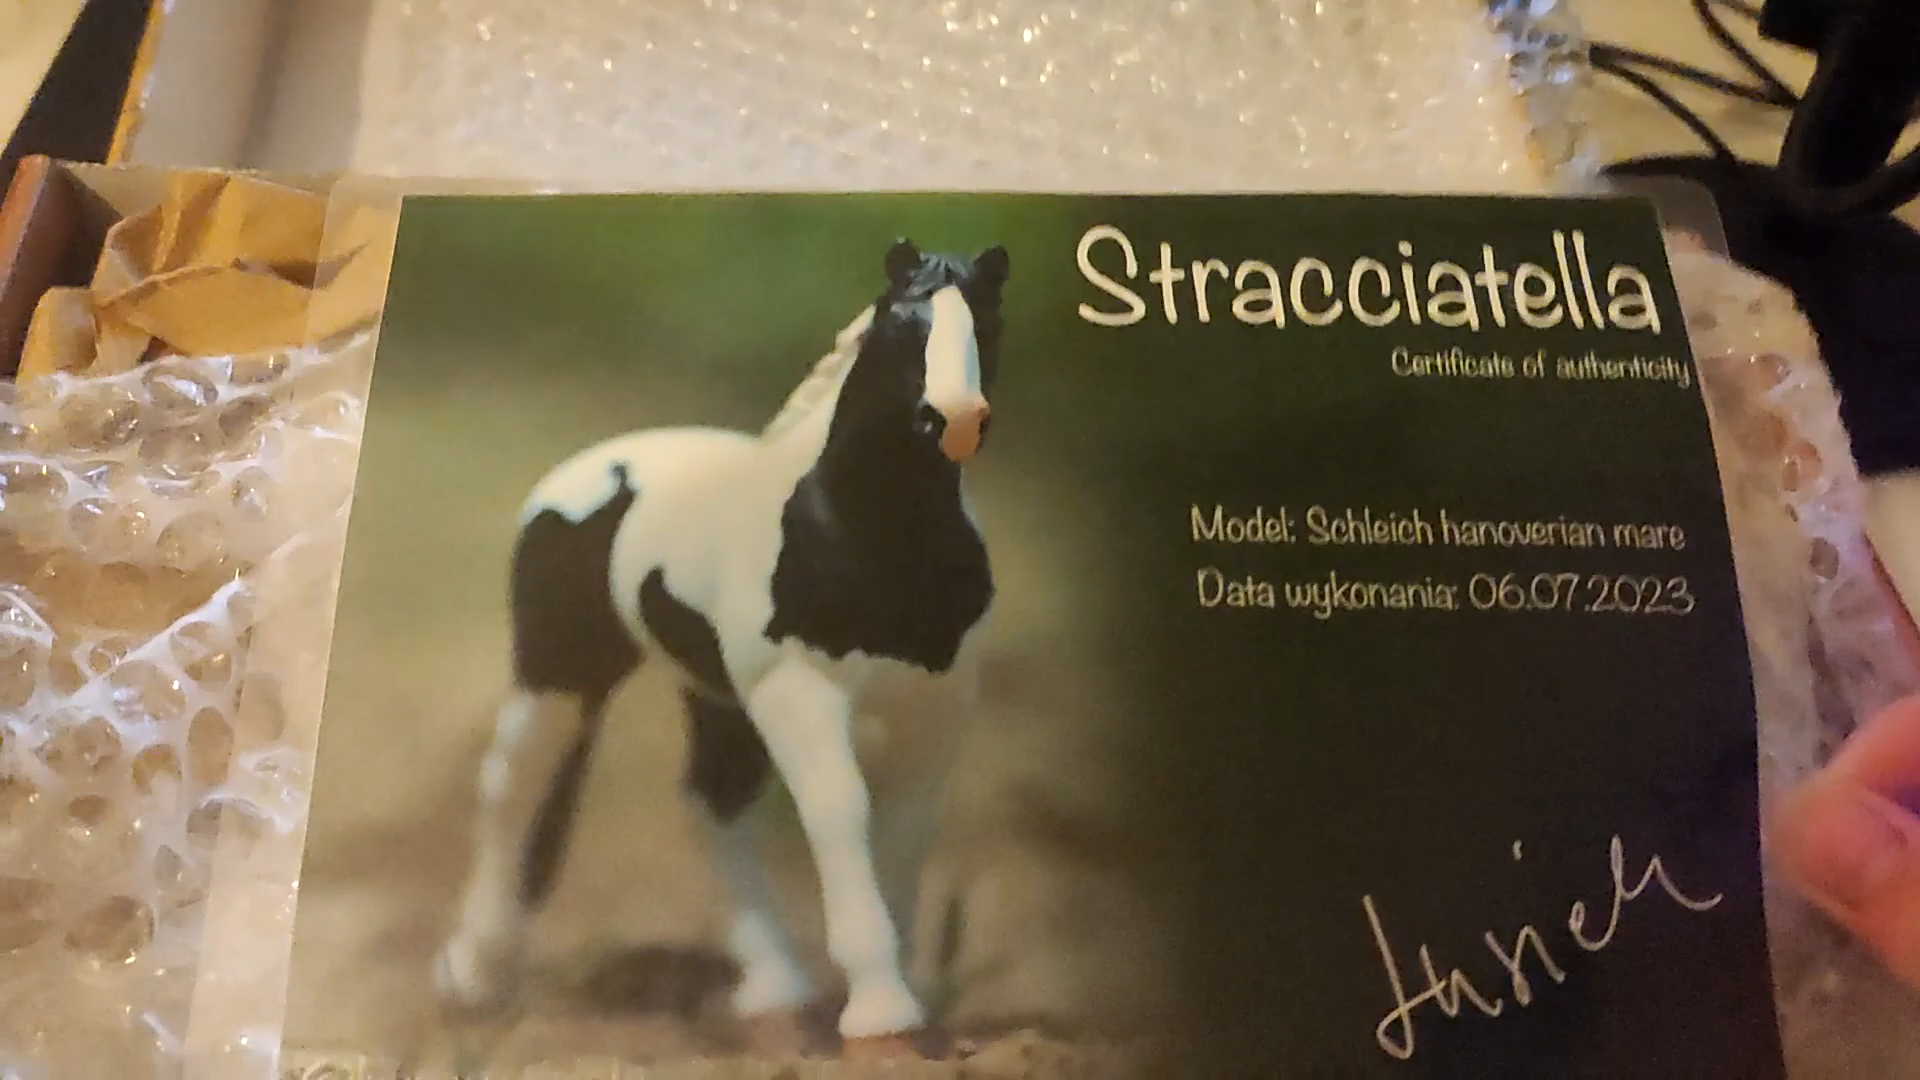 Stracciatella
Certificate of authenticity
Model: Schleich hanoverian mare
Data wykonania: 06.07.2023